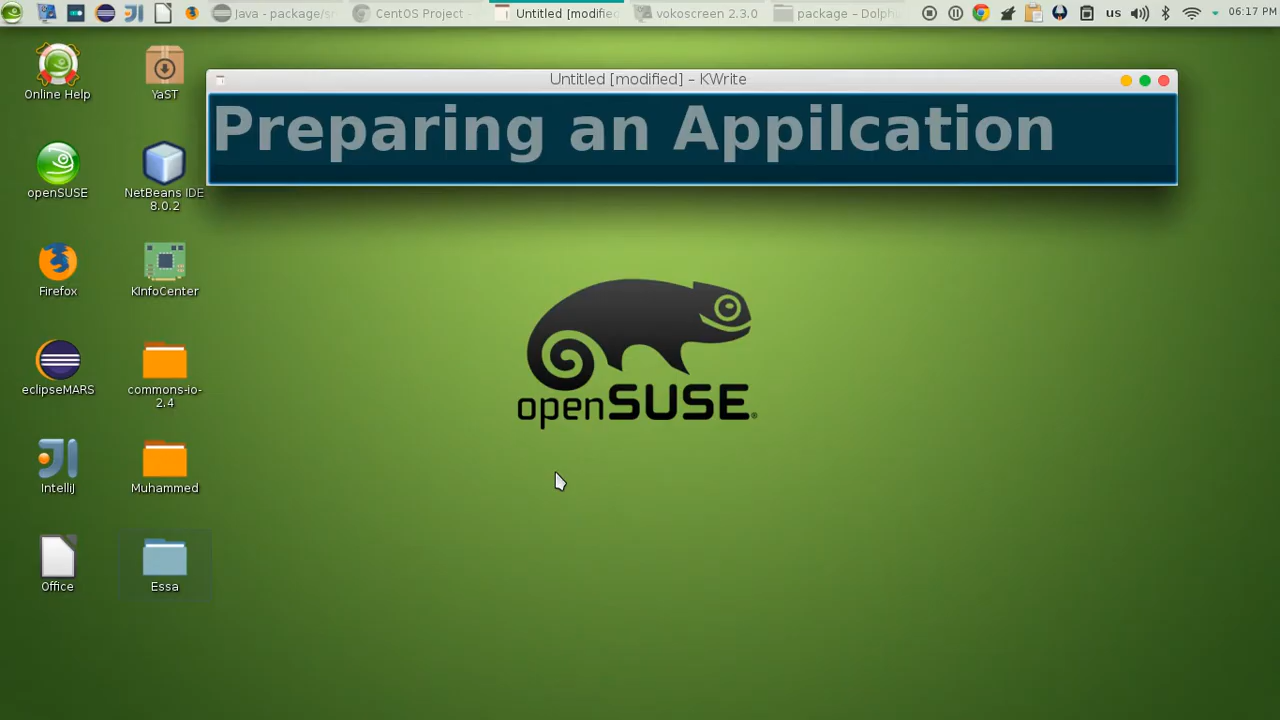 Java - package/sr
CentOS Project -
Untitled [modified
vokoscreen 2.3.0
package – Dolph
us
06:17 PM
Untitled [modified] – KWrite
Preparing an Appilcation
Online Help
YaST
openSUSE
NetBeans IDE
8.0.2
Firefox
KInfoCenter
eclipseMARS
commons-io-
2.4
IntelliJ
Muhammed
Office
Essa
openSUSE®